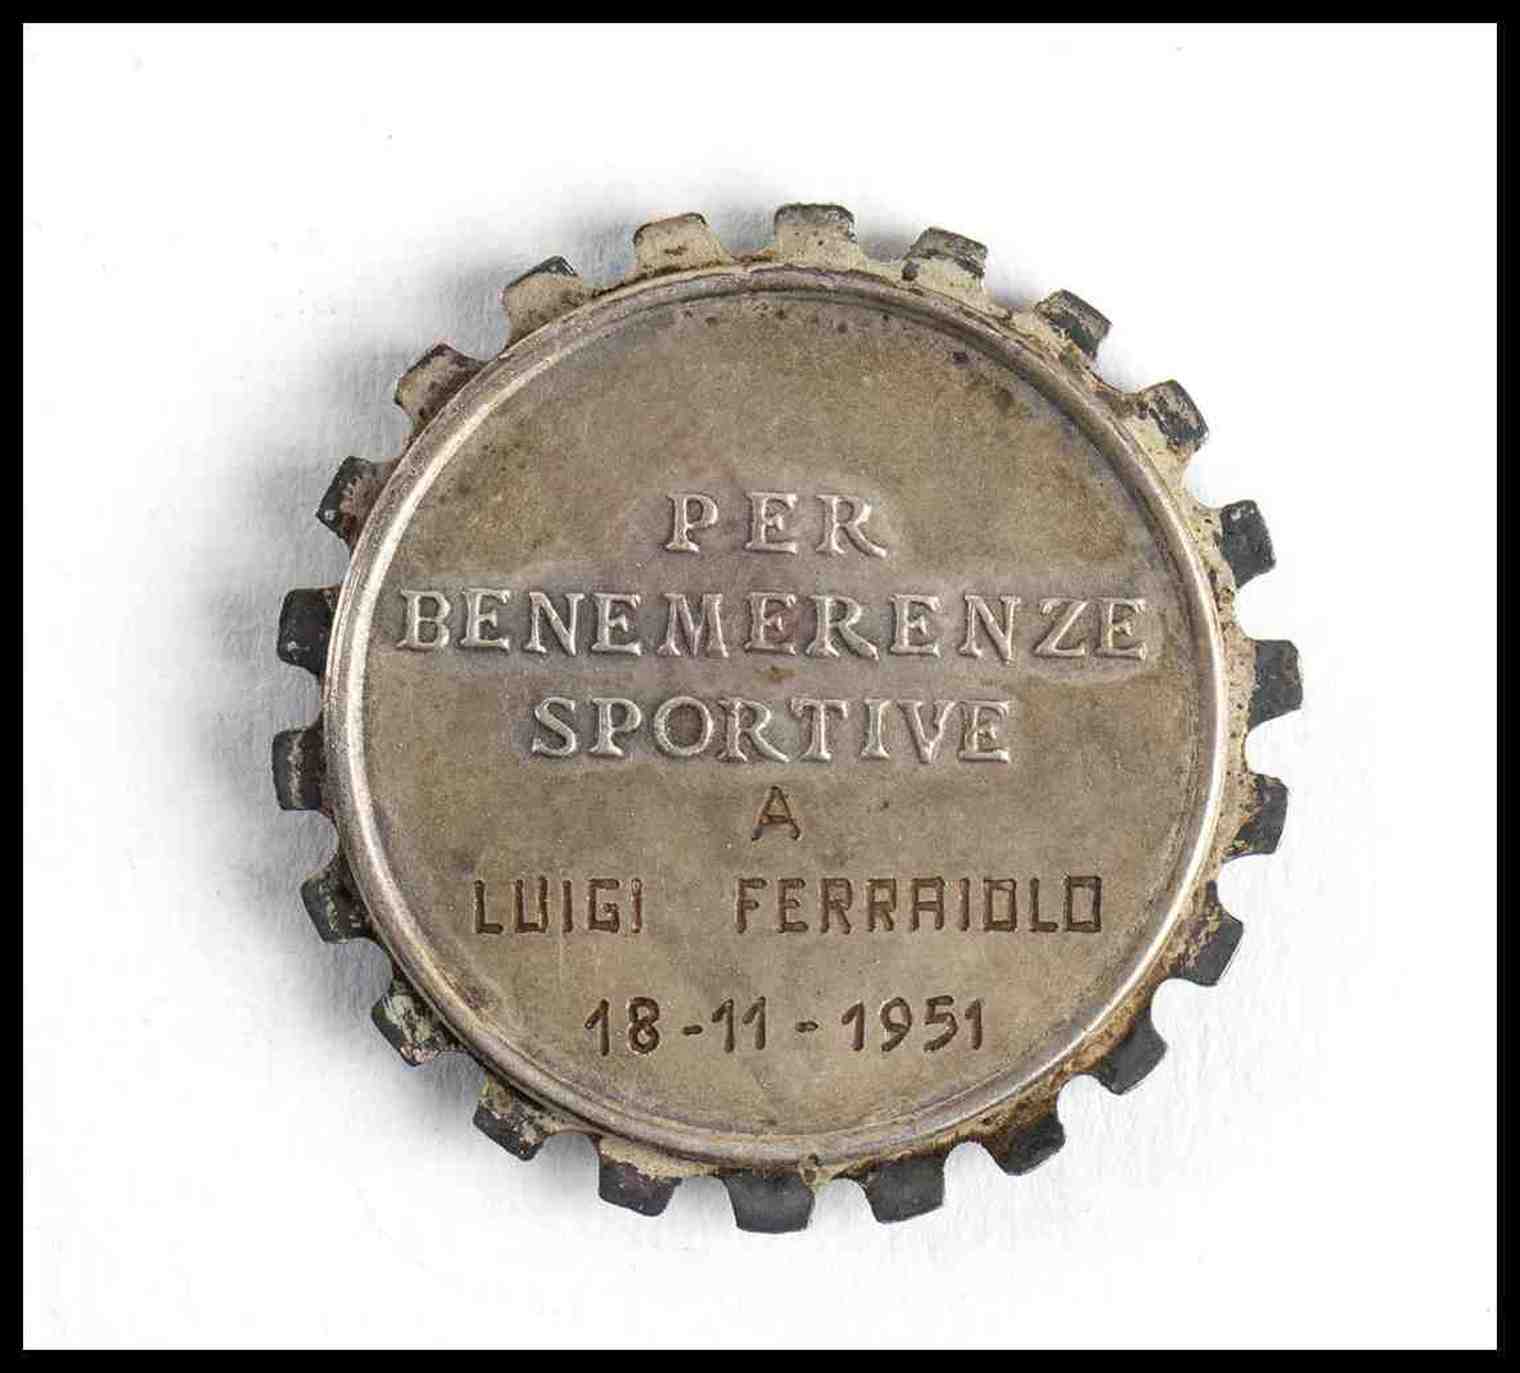 PER
BENEMERENZE
SPORTIVE
A
LUIGI FERRAIOLO
18-11-1951